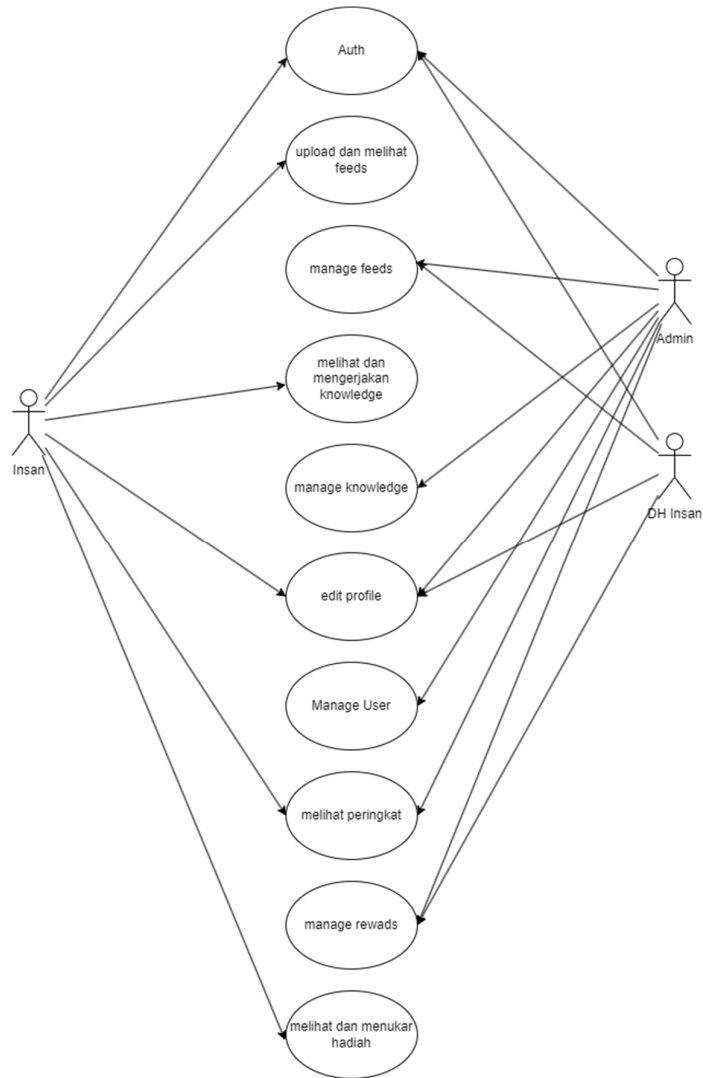 Auth
upload dan melihat
feeds
manage feeds
Admin
melihat dan
mengerjakan
knowledge
Insan
manage knowledge
DH Insan
edit profile
Manage User
melihat peringkat
manage rewads
melihat dan menukar
hadiah